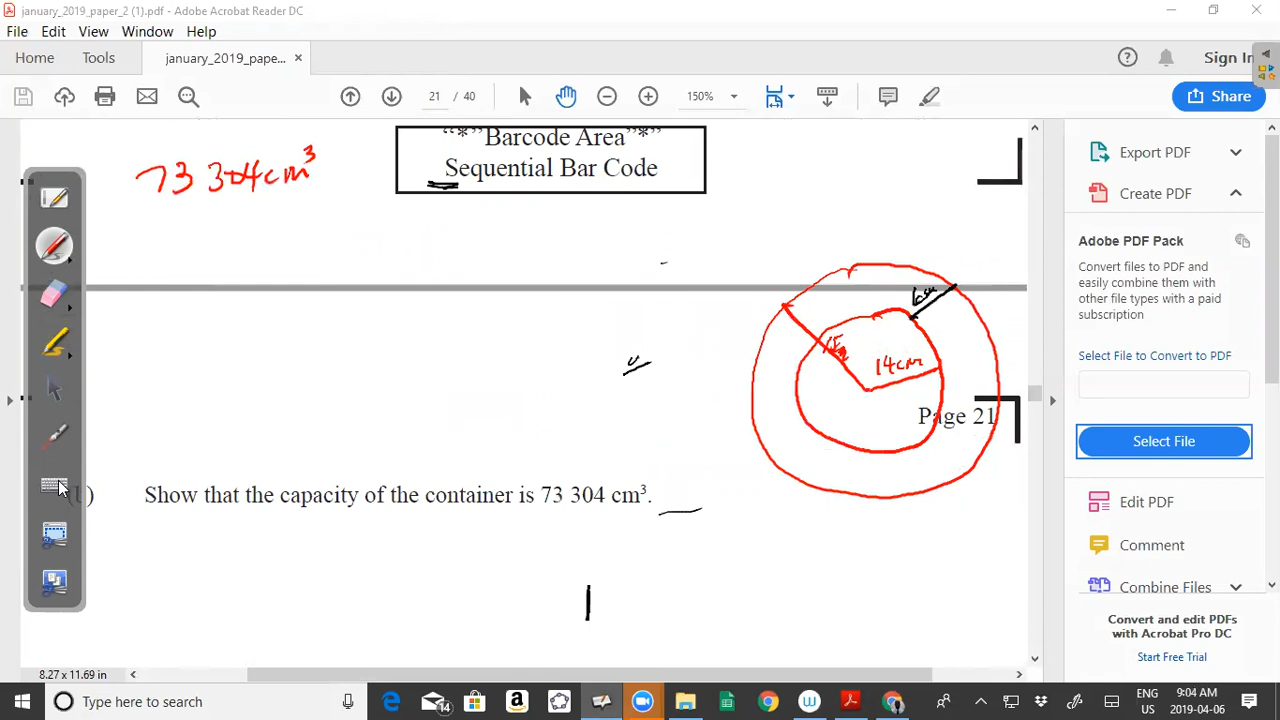 january_2019_paper_2 (1).pdf - Adobe Acrobat Reader DC
File Edit View Window Help
Home Tools january_2019_pape... × Sign In
21 / 40 150% Share
73 304cm³
“*”Barcode Area”*”
Sequential Bar Code
6cm
14cm
Page 21
Show that the capacity of the container is 73 304 cm³.
Export PDF
Create PDF
Adobe PDF Pack
Convert files to PDF and
easily combine them with
other file types with a paid
subscription
Select File to Convert to PDF
Select File
Edit PDF
Comment
Combine Files
Convert and edit PDFs
with Acrobat Pro DC
Start Free Trial
8.27 x 11.69 in
Type here to search
14
ENG 9:04 AM
US 2019-04-06